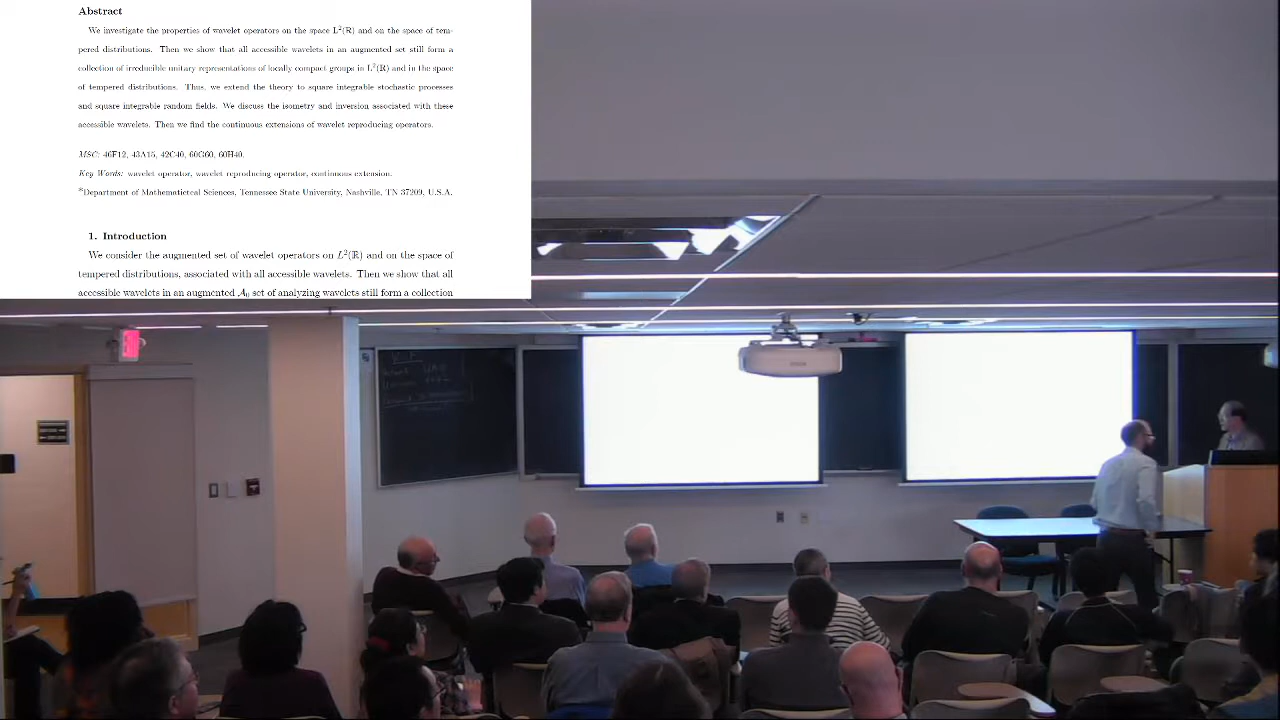 Abstract
We investigate the properties of wavelet operators on the space L²(ℝ) and on the space of tem-
pered distributions. Then we show that all accessible wavelets in an augmented set still form a
collection of irreducible unitary representations of locally compact groups in L²(ℝ) and in the space
of tempered distributions. Thus, we extend the theory to square integrable stochastic processes
and square integrable random fields. We discuss the isometry and inversion associated with these
accessible wavelets. Then we find the continuous extensions of wavelet reproducing operators.
MSC: 46F12, 43A15, 42C40, 60G60, 60H40.
Key Words: wavelet operator, wavelet reproducing operator, continuous extension.
*Department of Mathematictcal Sciences, Tennessee State University, Nashville, TN 37209, U.S.A.
1. Introduction
We consider the augmented set of wavelet operators on L²(ℝ) and on the space of
tempered distributions, associated with all accessible wavelets. Then we show that all
accessible wavelets in an augmented A₀ set of analyzing wavelets still form a collection
EXIT